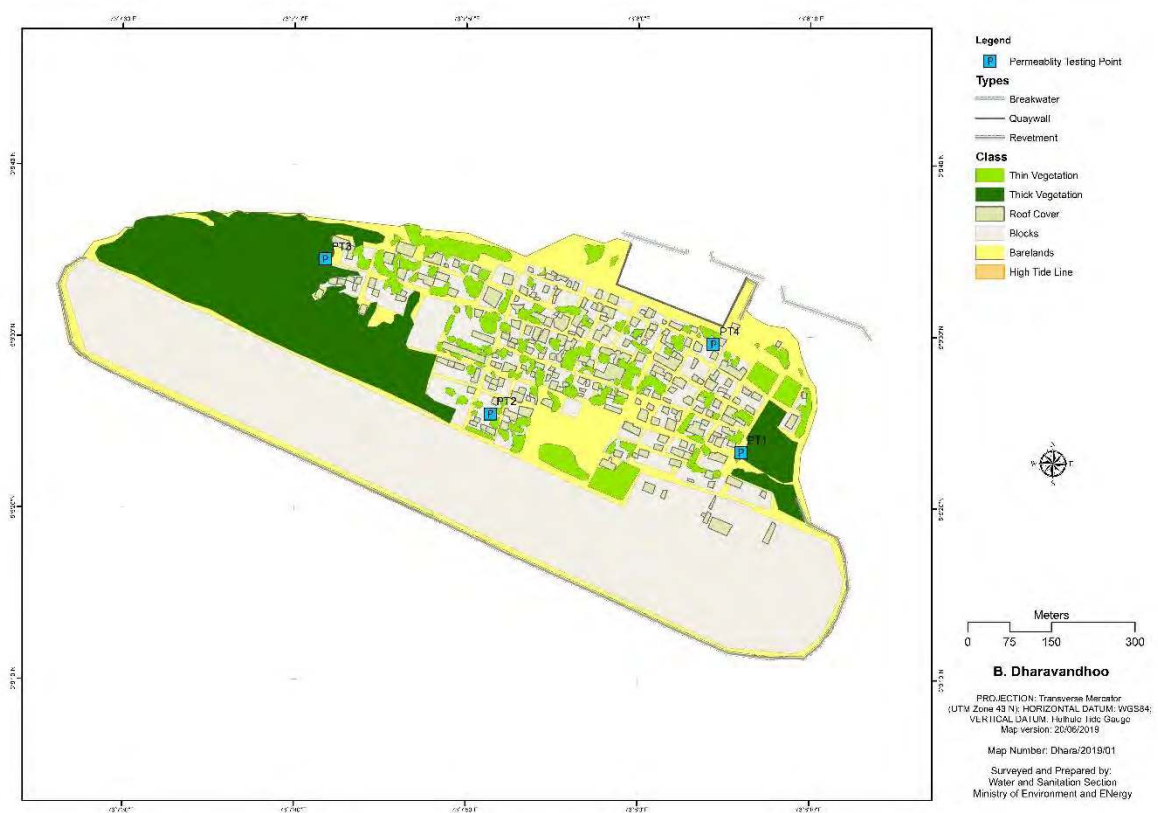 Legend
P Permeablity Testing Point
Types
Breakwater
Quaywall
Revetment
Class
Thin Vegetation
Thick Vegetation
Roof Cover
Blocks
Barelands
High Tide Line
PT3
P
PT4
P
PT2
P
PT1
P
N
W E
S
Meters
0 75 150 300
B. Dharavandhoo
PROJECTION: Transverse Mercator
(UTM Zone 43 N); HORIZONTAL DATUM: WGS84;
VERTICAL DATUM: Hulhule Tide Gauge
Map version: 20/06/2019
Map Number: Dhara/2019/01
Surveyed and Prepared by:
Water and Sanitation Section
Ministry of Environment and ENergy